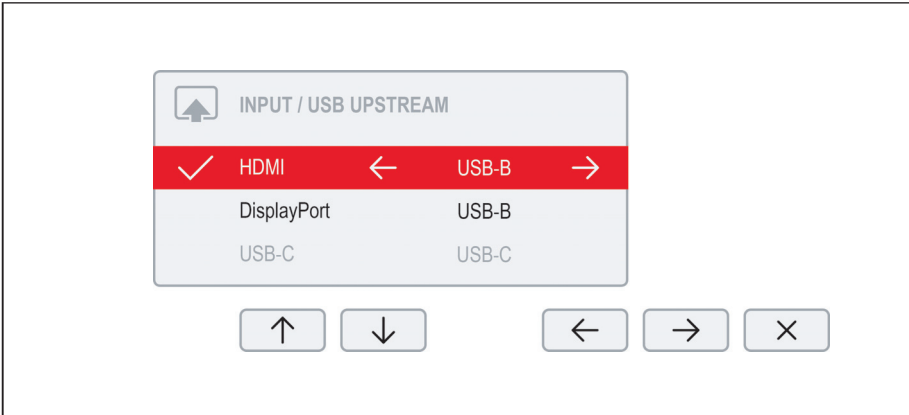 INPUT / USB UPSTREAM
HDMI USB-B
DisplayPort USB-B
USB-C USB-C